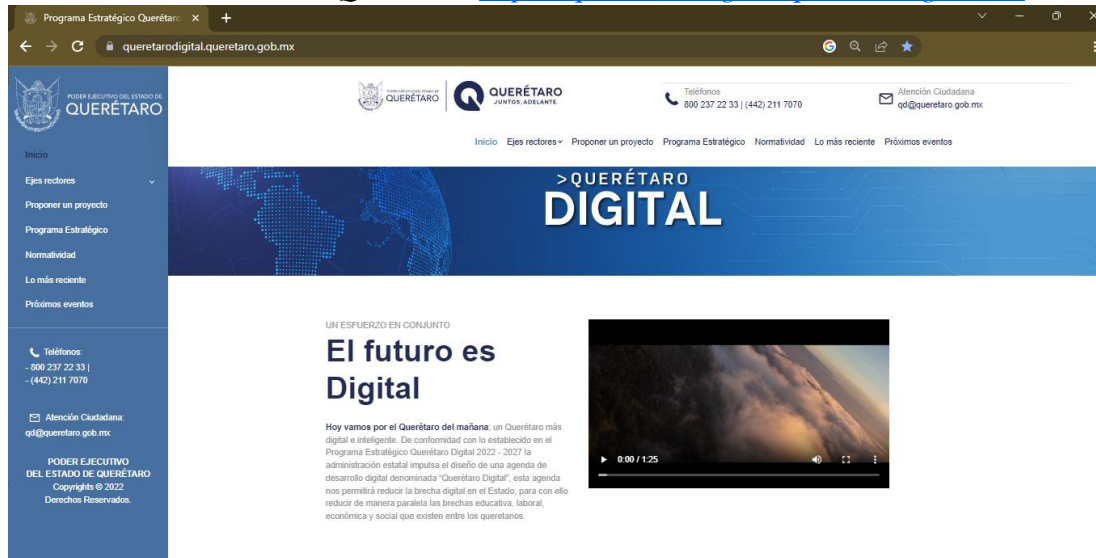 Programa Estratégico Querétaro
queretarodigital.queretaro.gob.mx
PODER EJECUTIVO DEL ESTADO DE
QUERÉTARO
Inicio
Ejes rectores
Proponer un proyecto
Programa Estratégico
Normatividad
Lo más reciente
Próximos eventos
Teléfonos:
- 800 237 22 33 |
- (442) 211 7070
Atención Ciudadana:
qd@queretaro.gob.mx
PODER EJECUTIVO
DEL ESTADO DE QUERÉTARO
Copyrights © 2022
Derechos Reservados.
QUERÉTARO
QUERÉTARO
JUNTOS, ADELANTE.
Teléfonos
800 237 22 33 | (442) 211 7070
Atención Ciudadana
qd@queretaro.gob.mx
Inicio Ejes rectores Proponer un proyecto Programa Estratégico Normatividad Lo más reciente Próximos eventos
>QUERÉTARO
DIGITAL
UN ESFUERZO EN CONJUNTO
El futuro es
Digital
Hoy vamos por el Querétaro del mañana; un Querétaro más
digital e inteligente. De conformidad con lo establecido en el
Programa Estratégico Querétaro Digital 2022 - 2027 la
administración estatal impulsa el diseño de una agenda de
desarrollo digital denominada "Querétaro Digital", esta agenda
nos permitirá reducir la brecha digital en el Estado, para con ello
reducir de manera paralela las brechas educativa, laboral,
económica y social que existen entre los queretanos.
0:00 / 1:25